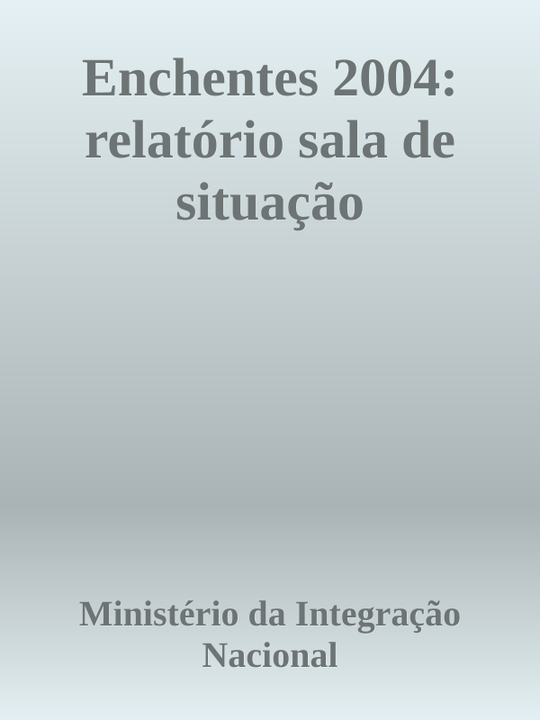 Enchentes 2004:
relatório sala de
situação
Ministério da Integração
Nacional